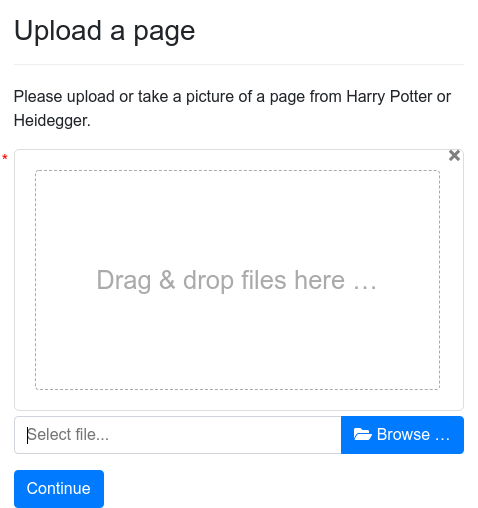 Upload a page
Please upload or take a picture of a page from Harry Potter or
Heidegger.
*
Drag & drop files here …
Select file...
Browse …
Continue